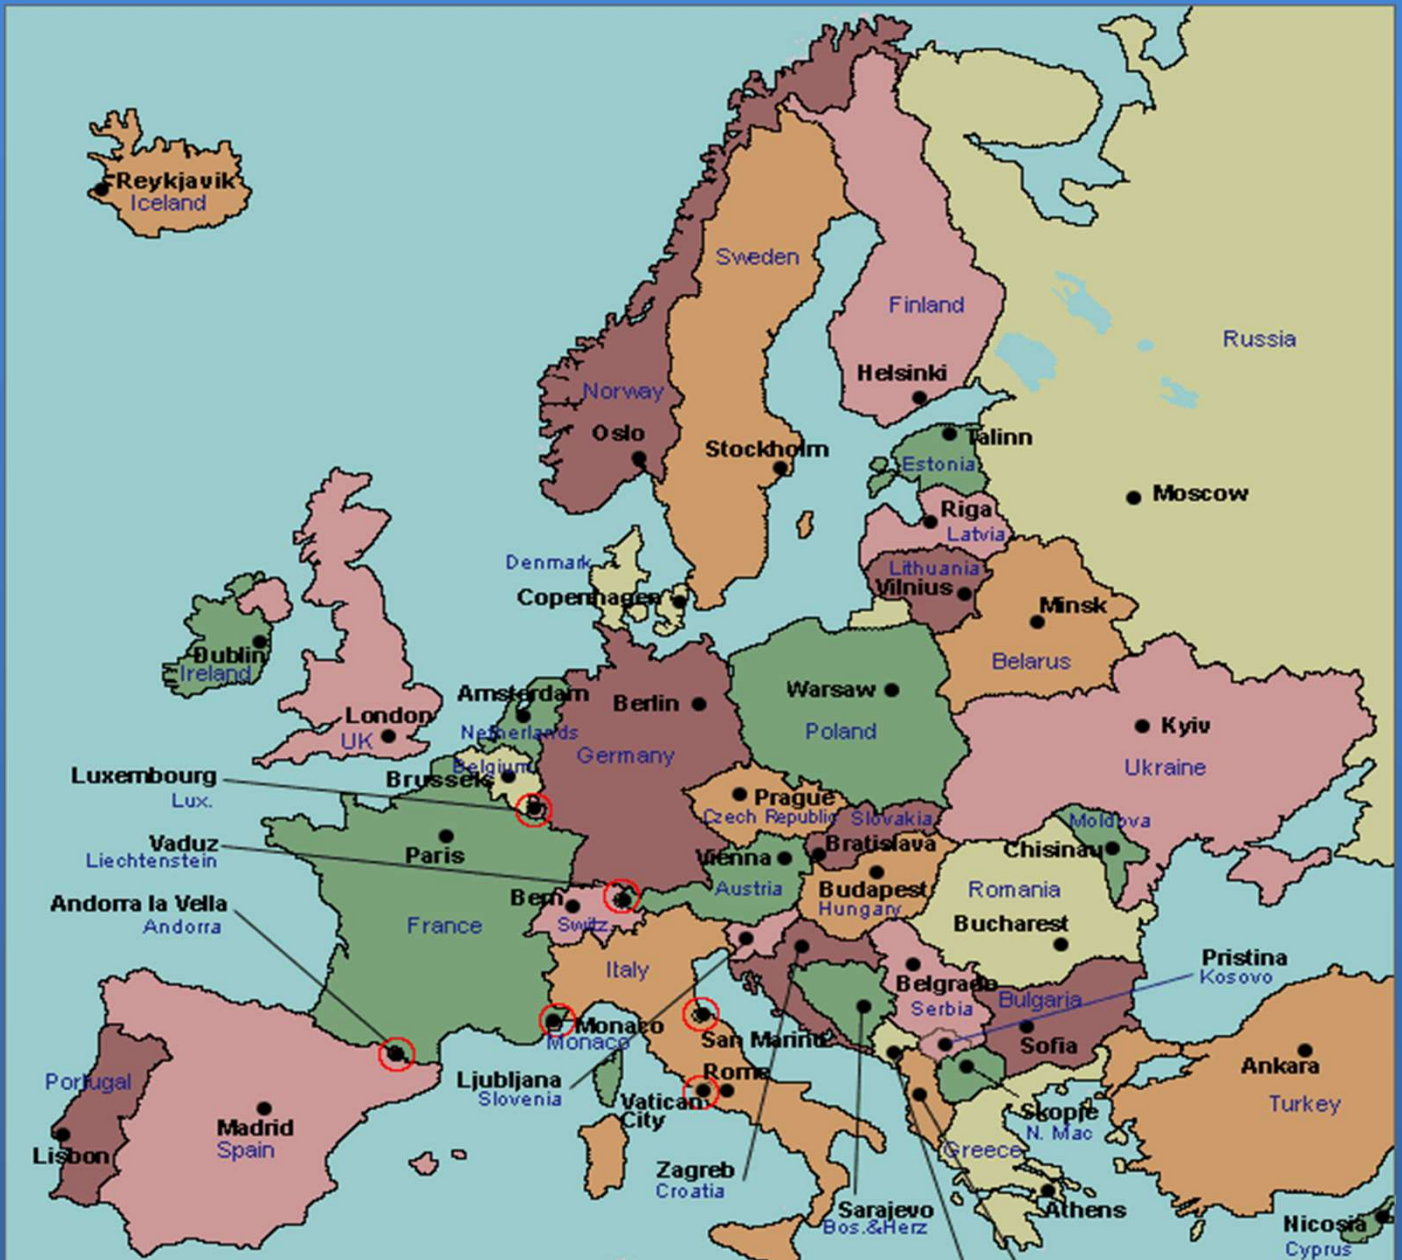 Reykjavik
Iceland
Sweden
Finland
Russia
Helsinki
Norway
Oslo
Stockholm
Talinn
Estonia
Moscow
Riga
Latvia
Denmark
Lithuania
Vilnius
Copenhagen
Minsk
Dublin
Ireland
Belarus
Amsterdam
Berlin
Warsaw
London
UK
Netherlands
Poland
Kyiv
Germany
Belgium
Ukraine
Luxembourg
Lux.
Brussels
Prague
Czech Republic
Slovakia
Moldova
Vaduz
Liechtenstein
Paris
Vienna
Bratislava
Chisinau
Austria
Budapest
Hungary
Romania
Andorra la Vella
Andorra
Bern
Switz.
France
Bucharest
Italy
Pristina
Kosovo
Belgrade
Serbia
Bulgaria
Monaco
Monaco
San Marino
Sofia
Portugal
Ljubljana
Slovenia
Rome
Ankara
Turkey
Vatican
City
Skopje
N. Mac
Madrid
Spain
Lisbon
Greece
Zagreb
Croatia
Sarajevo
Bos.&Herz
Athens
Nicosia
Cyprus